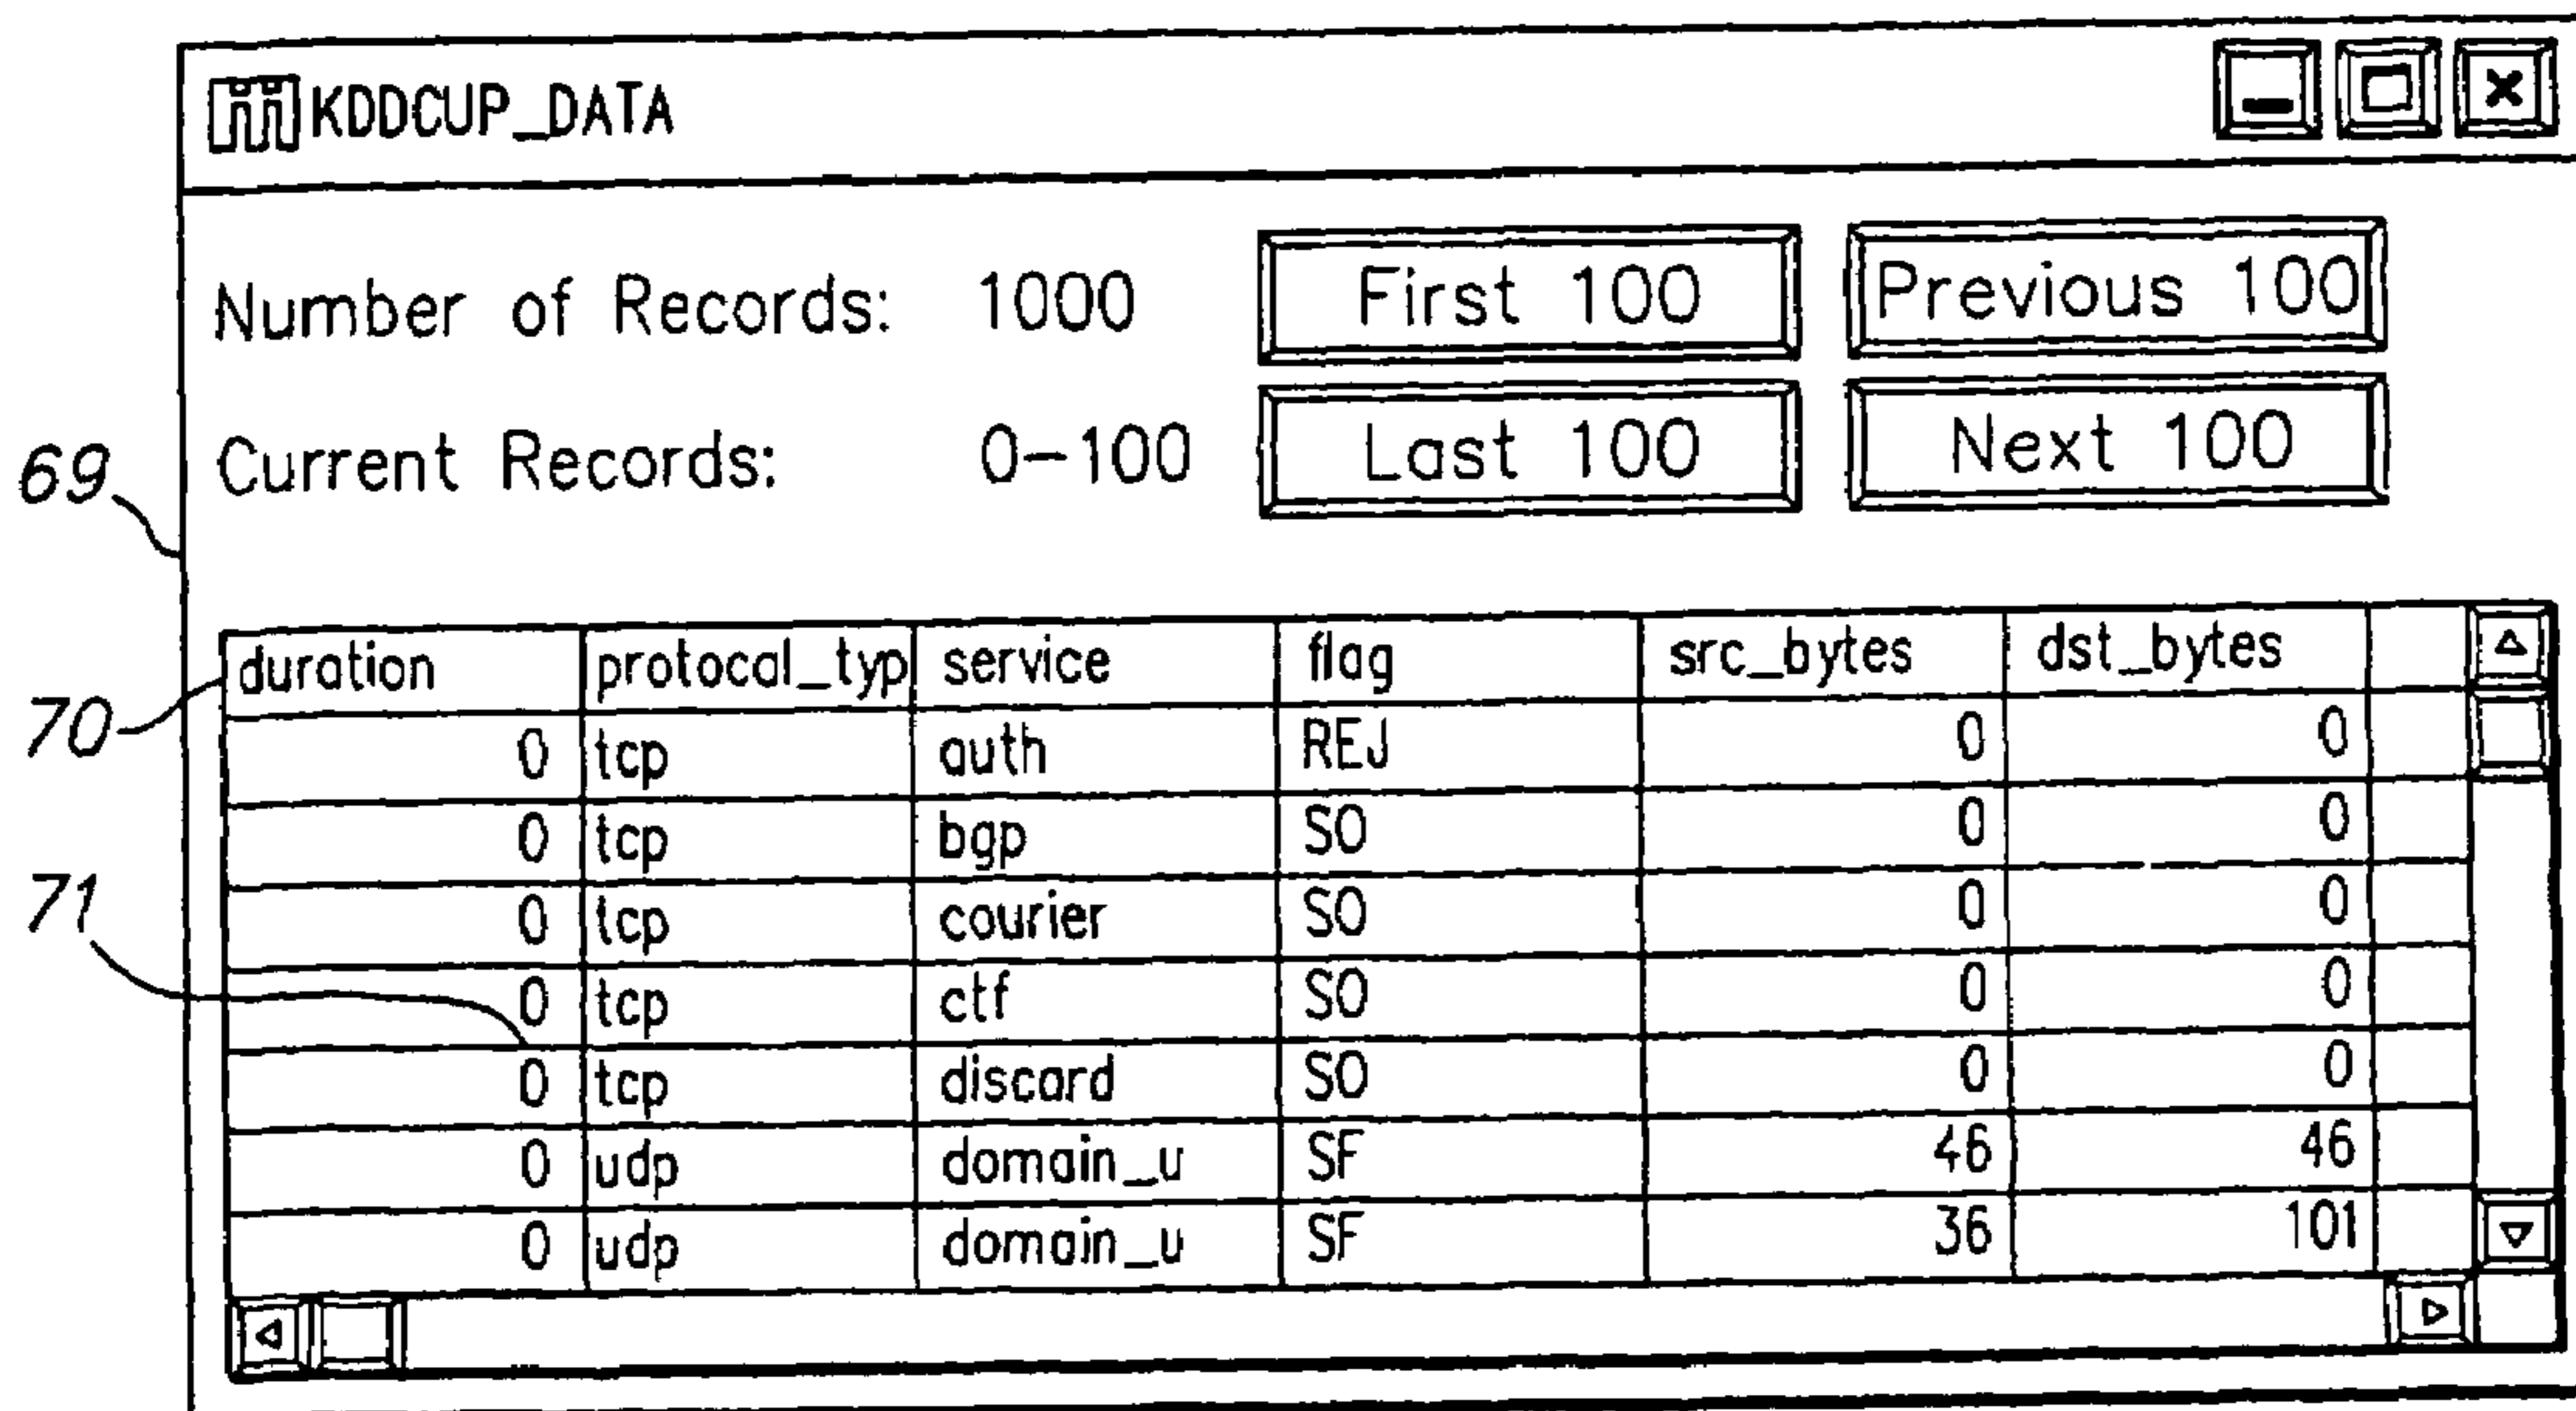 KDDCUP_DATA
Number of Records: 1000 First 100 Previous 100
Current Records: 0-100 Last 100 Next 100
69
duration protocal_typ service flag src_bytes dst_bytes
70
0 tcp auth REJ 0 0
0 tcp bgp SO 0 0
71
0 tcp courier SO 0 0
0 tcp ctf SO 0 0
0 tcp discard SO 0 0
0 udp domain_u SF 46 46
0 udp domain_u SF 36 101